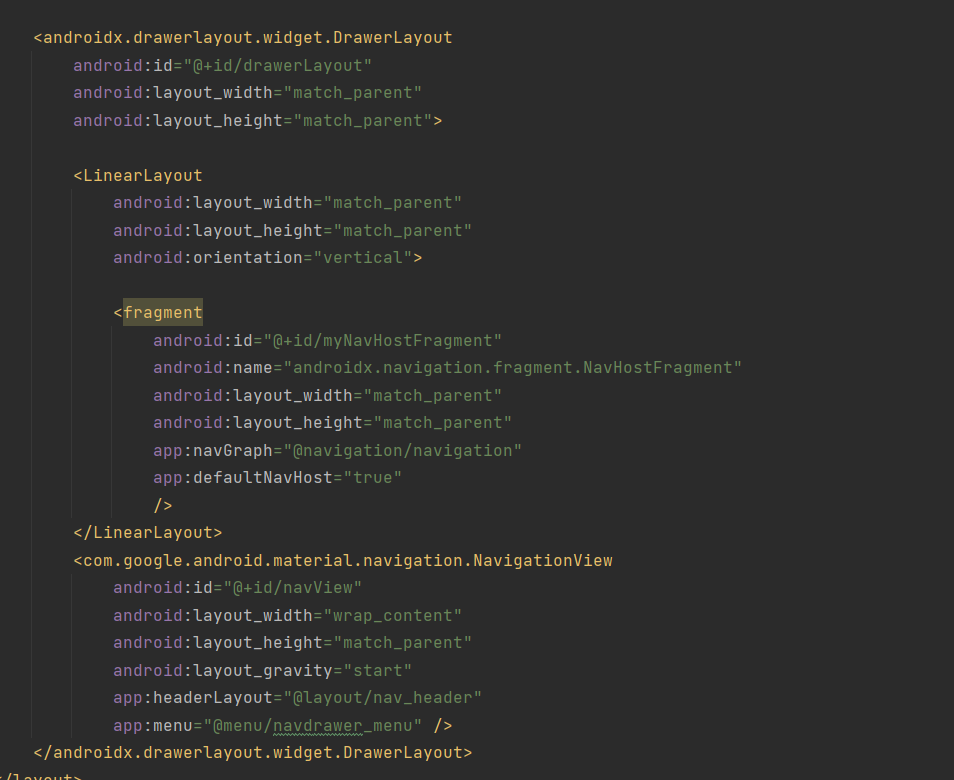 <androidx.drawerlayout.widget.DrawerLayout
android:id="@+id/drawerLayout"
android:layout_width="match_parent"
android:layout_height="match_parent">
<LinearLayout
android:layout_width="match_parent"
android:layout_height="match_parent"
android:orientation="vertical">
<fragment
android:id="@+id/myNavHostFragment"
android:name="androidx.navigation.fragment.NavHostFragment"
android:layout_width="match_parent"
android:layout_height="match_parent"
app:navGraph="@navigation/navigation"
app:defaultNavHost="true"
/>
</LinearLayout>
<com.google.android.material.navigation.NavigationView
android:id="@+id/navView"
android:layout_width="wrap_content"
android:layout_height="match_parent"
android:layout_gravity="start"
app:headerLayout="@layout/nav_header"
app:menu="@menu/navdrawer_menu" />
</androidx.drawerlayout.widget.DrawerLayout>
/layout>